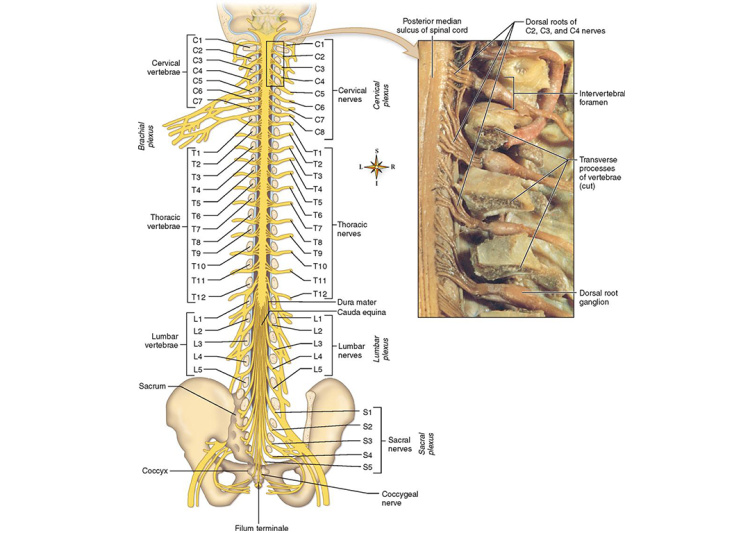 Cervical
vertebrae
C1
C2
C3
C4
C5
C6
C7
Brachial
plexus
C1
C2
C3
C4
C5
C6
C7
C8
Cervical
nerves
Cervical
plexus
Thoracic
vertebrae
T1
T2
T3
T4
T5
T6
T7
T8
T9
T10
T11
T12
T1
T2
T3
T4
T5
T6
T7
T8
T9
T10
T11
T12
Thoracic
nerves
S
L
R
I
Dura mater
Cauda equina
Lumbar
vertebrae
L1
L2
L3
L4
L5
L1
L2
L3
L4
L5
Lumbar
nerves
Lumbar
plexus
Sacrum
S1
S2
S3
S4
S5
Sacral
nerves
Sacral
plexus
Coccyx
Coccygeal
nerve
Filum terminale
Posterior median
sulcus of spinal cord
Dorsal roots of
C2, C3, and C4 nerves
Intervertebral
foramen
Transverse
processes
of vertebrae
(cut)
Dorsal root
ganglion